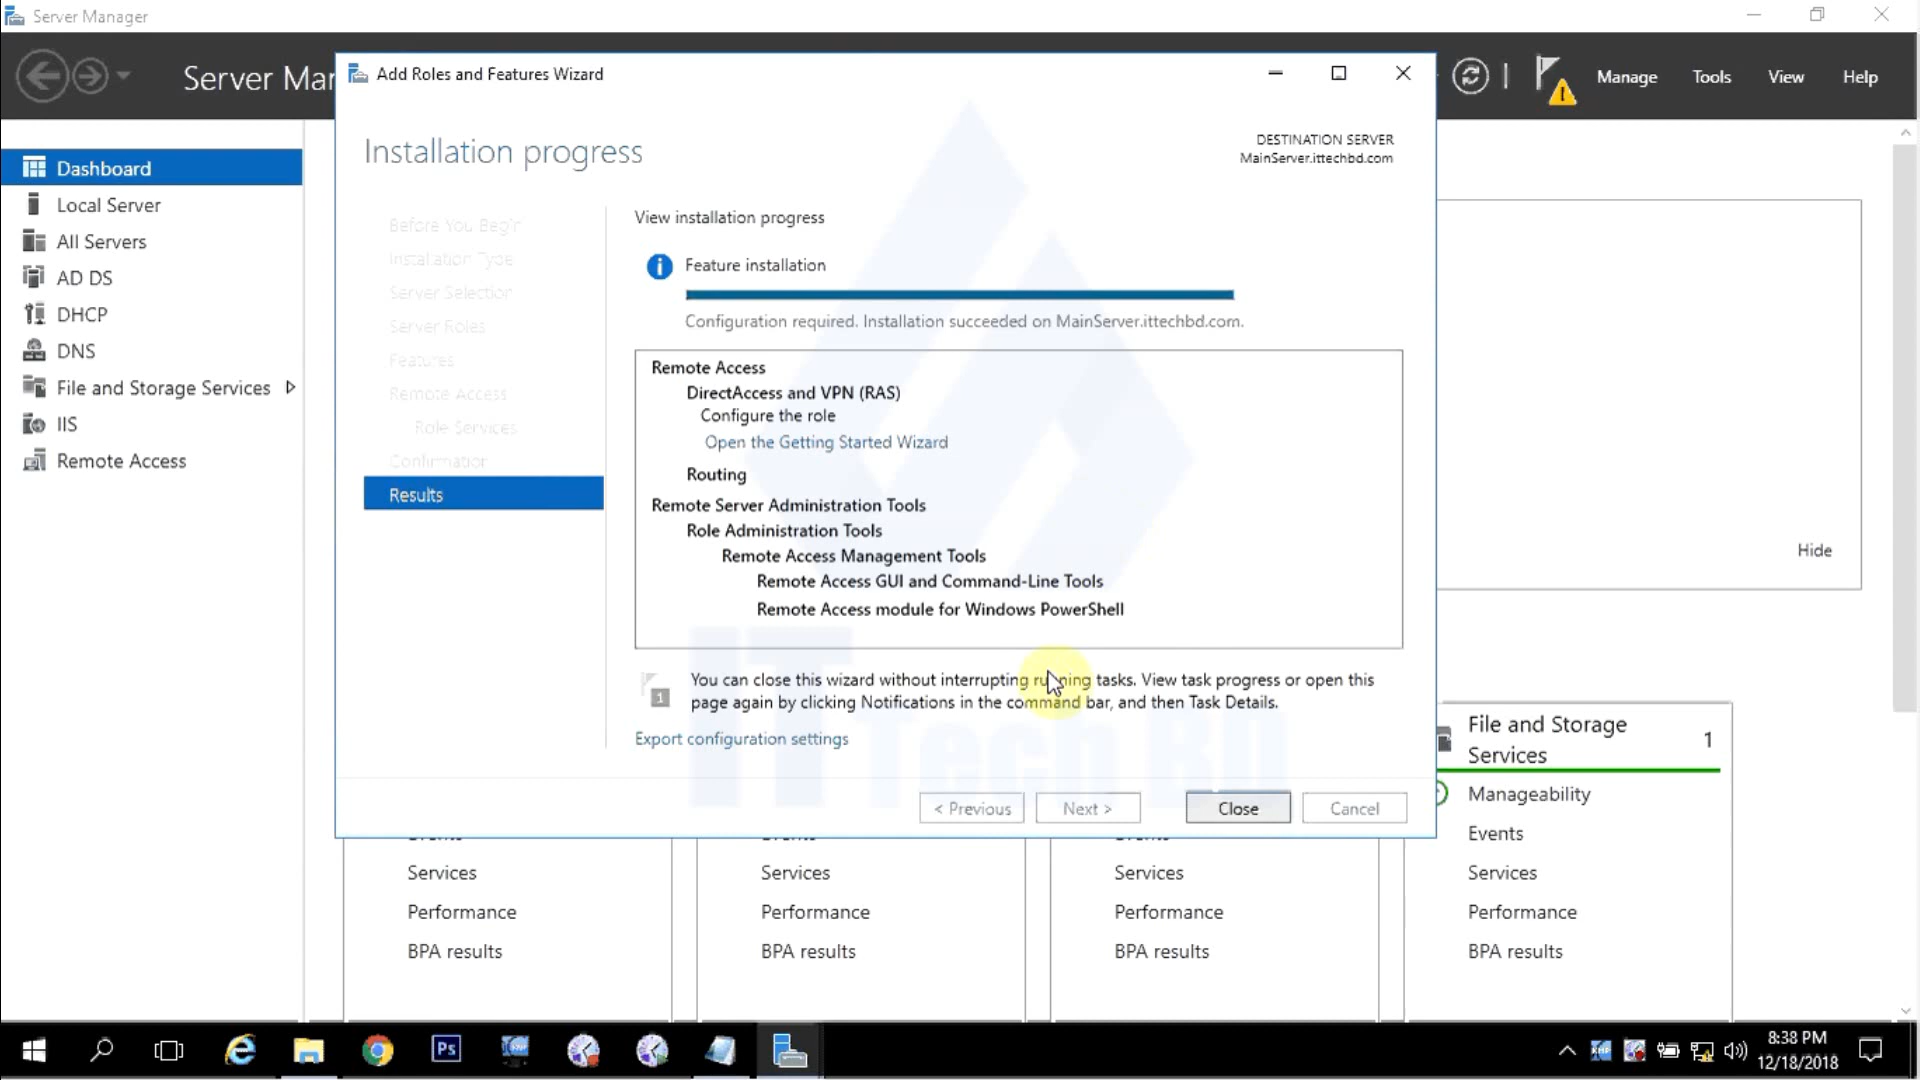 Server Manager
Server Mar
Manage
Tools
View
Help
Add Roles and Features Wizard
Installation progress
DESTINATION SERVER
MainServer.ittechbd.com
Dashboard
Local Server
All Servers
AD DS
DHCP
DNS
File and Storage Services
IIS
Remote Access
Before You Begin
Installation Type
Server Selection
Server Roles
Features
Remote Access
Role Services
Confirmation
Results
View installation progress
Feature installation
Configuration required. Installation succeeded on MainServer.ittechbd.com.
Remote Access
DirectAccess and VPN (RAS)
Configure the role
Open the Getting Started Wizard
Routing
Remote Server Administration Tools
Role Administration Tools
Remote Access Management Tools
Remote Access GUI and Command-Line Tools
Remote Access module for Windows PowerShell
1
You can close this wizard without interrupting running tasks. View task progress or open this
page again by clicking Notifications in the command bar, and then Task Details.
Export configuration settings
IT Tech BD
< Previous
Next >
Close
Cancel
Hide
File and Storage
Services
1
Manageability
Events
Services
Performance
BPA results
Events
Services
Performance
BPA results
Events
Services
Performance
BPA results
Events
Services
Performance
BPA results
Ps
8:38 PM
12/18/2018